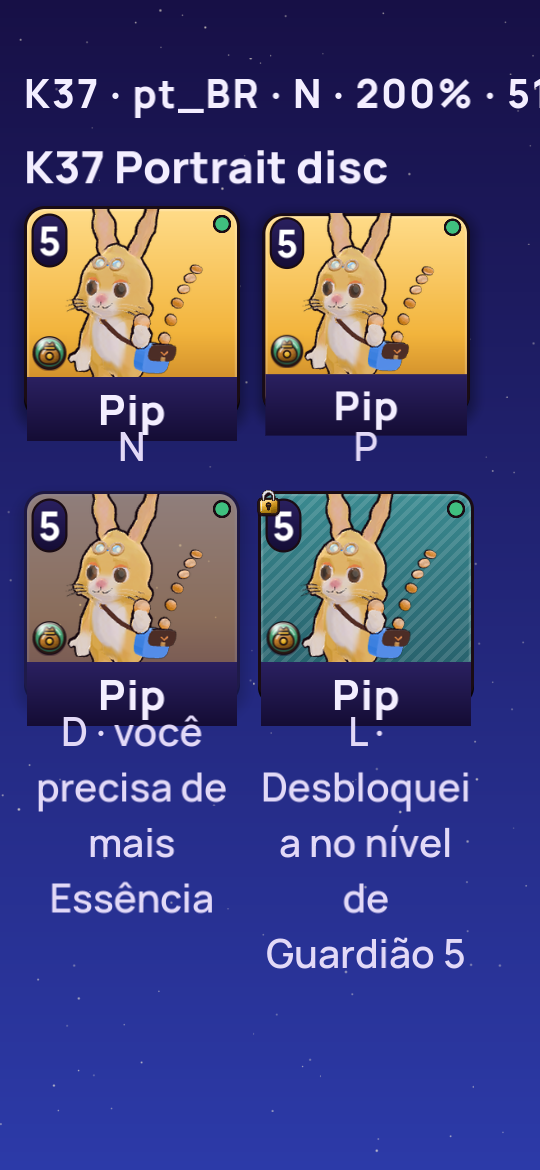 K37 · pt_BR · N · 200% · 51
K37 Portrait disc
5
5
Pip
Pip
N
P
5
5
Pip
Pip
D · você
precisa de
mais
Essência
L ·
Desbloquei
a no nível
de
Guardião 5